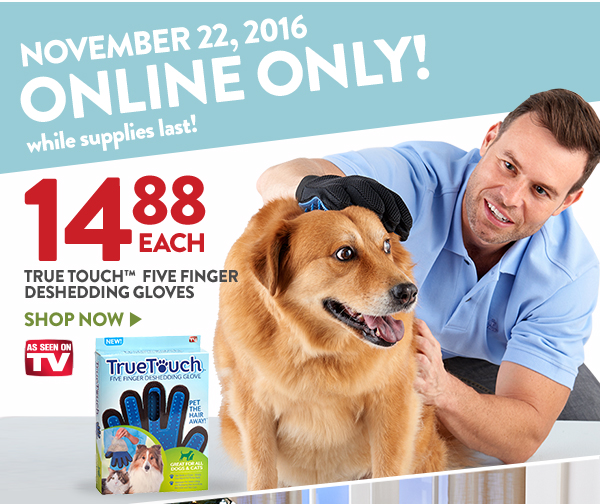 NOVEMBER 22, 2016
ONLINE ONLY!
while supplies last!
14 88
EACH
TRUE TOUCH™ FIVE FINGER
DESHEDDING GLOVES
SHOP NOW
AS SEEN ON
TV
NEW!
TrueTouch
FIVE FINGER DESHEDDING GLOVE
PET
THE
HAIR
AWAY!
GREAT FOR ALL
DOGS & CATS